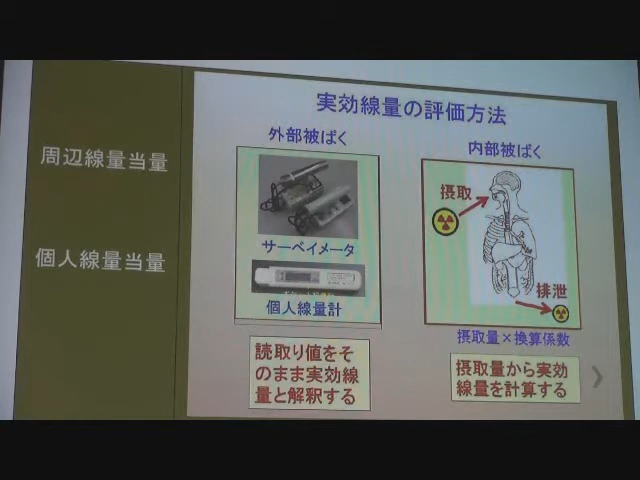 周辺線量当量
個人線量当量
実効線量の評価方法
外部被ばく
サーベイメータ
個人線量計
読取り値をそ
のまま実効線
量と解釈する
内部被ばく
摂取
排泄
摂取量×換算係数
摂取量から実効
線量を計算する